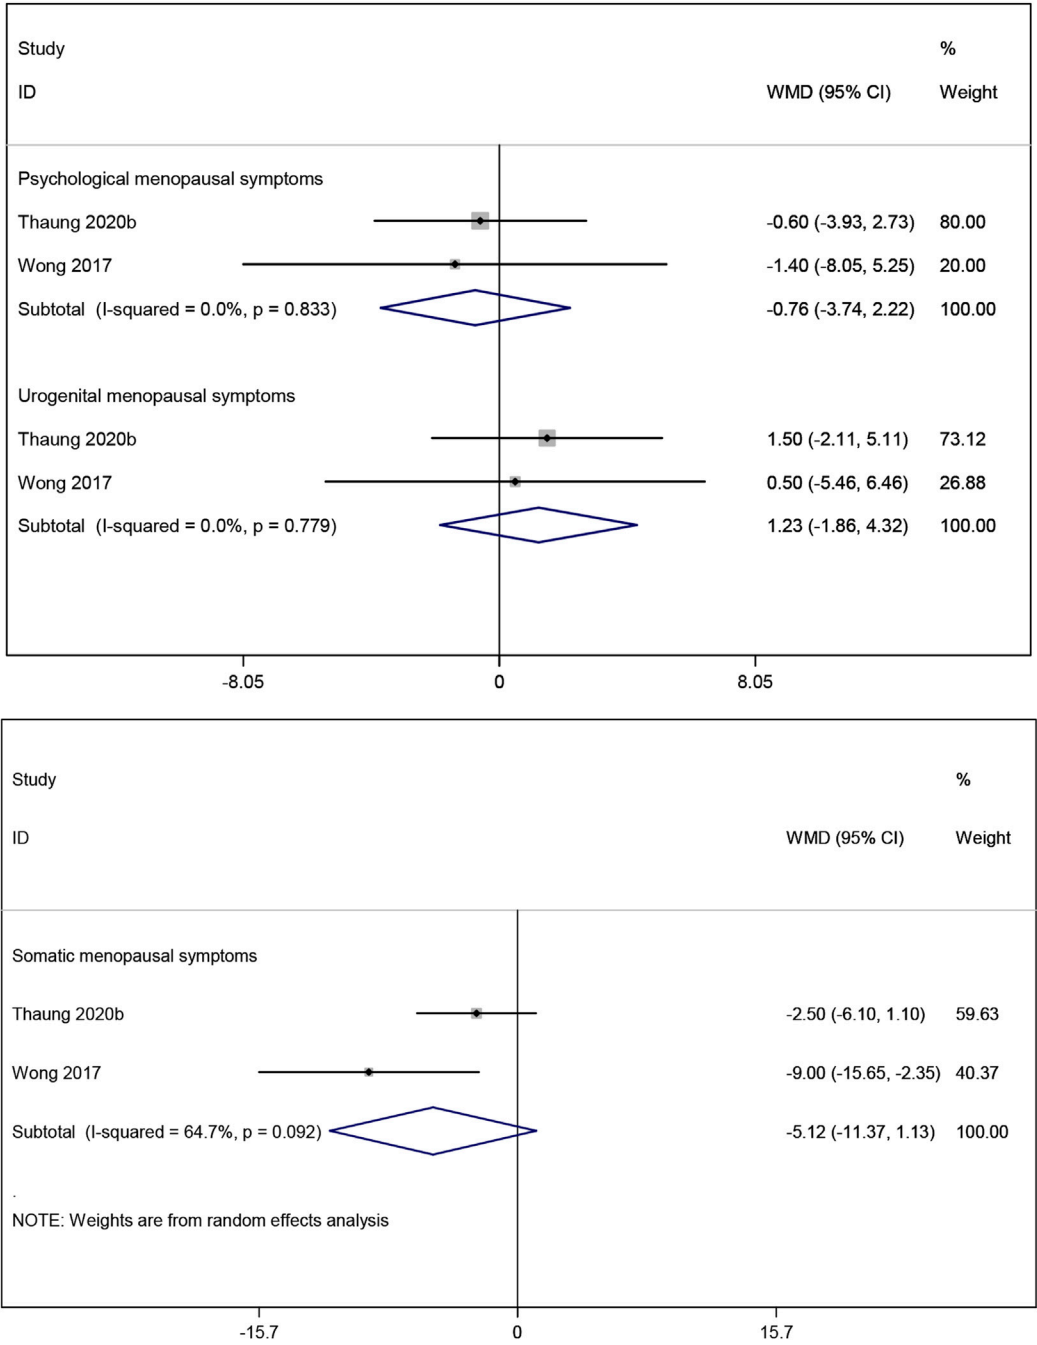 Study %
ID WMD (95% CI) Weight
Psychological menopausal symptoms
Thaung 2020b -0.60 (-3.93, 2.73) 80.00
Wong 2017 -1.40 (-8.05, 5.25) 20.00
Subtotal (I-squared = 0.0%, p = 0.833) -0.76 (-3.74, 2.22) 100.00
Urogenital menopausal symptoms
Thaung 2020b 1.50 (-2.11, 5.11) 73.12
Wong 2017 0.50 (-5.46, 6.46) 26.88
Subtotal (I-squared = 0.0%, p = 0.779) 1.23 (-1.86, 4.32) 100.00
-8.05 0 8.05
Study %
ID WMD (95% CI) Weight
Somatic menopausal symptoms
Thaung 2020b -2.50 (-6.10, 1.10) 59.63
Wong 2017 -9.00 (-15.65, -2.35) 40.37
Subtotal (I-squared = 64.7%, p = 0.092) -5.12 (-11.37, 1.13) 100.00
.
NOTE: Weights are from random effects analysis
-15.7 0 15.7